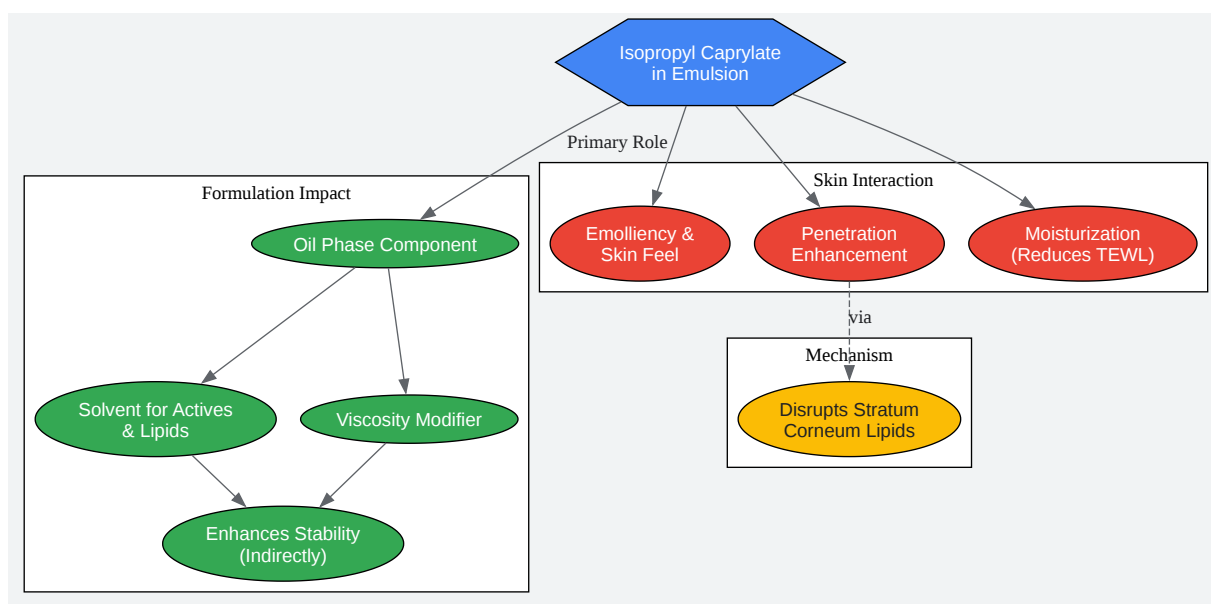 Isopropyl Caprylate
in Emulsion
Primary Role
Formulation Impact
Skin Interaction
Oil Phase Component
Emolliency &
Skin Feel
Penetration
Enhancement
Moisturization
(Reduces TEWL)
via
Mechanism
Solvent for Actives
& Lipids
Viscosity Modifier
Disrupts Stratum
Corneum Lipids
Enhances Stability
(Indirectly)